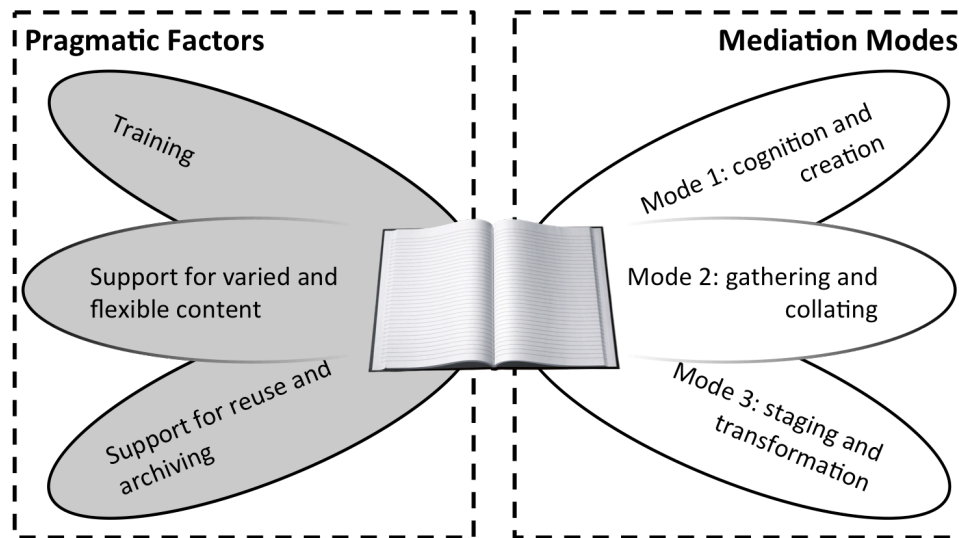 Pragmatic Factors
Training
Support for varied and
flexible content
Support for reuse and
archiving
Mediation Modes
Mode 1: cognition and
creation
Mode 2: gathering and
collating
Mode 3: staging and
transformation